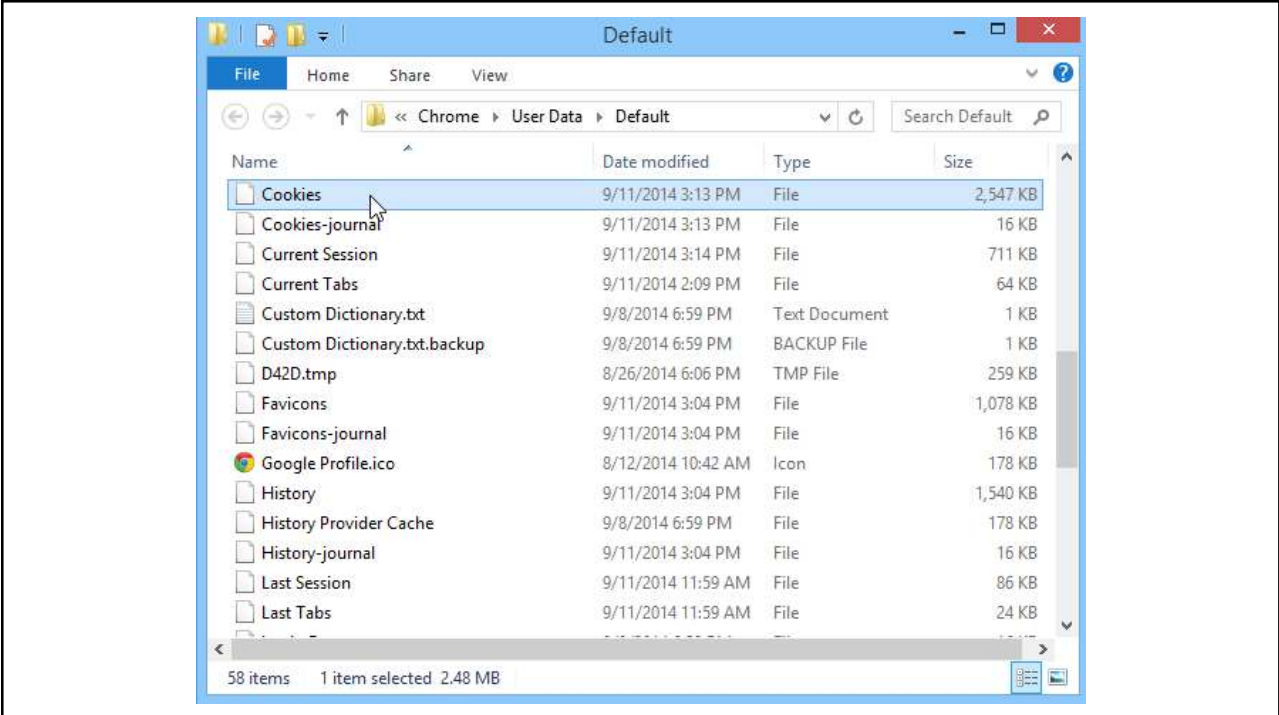 Default
File Home Share View
« Chrome User Data Default Search Default
Name Date modified Type Size
Cookies 9/11/2014 3:13 PM File 2,547 KB
Cookies-journal 9/11/2014 3:13 PM File 16 KB
Current Session 9/11/2014 3:14 PM File 711 KB
Current Tabs 9/11/2014 2:09 PM File 64 KB
Custom Dictionary.txt 9/8/2014 6:59 PM Text Document 1 KB
Custom Dictionary.txt.backup 9/8/2014 6:59 PM BACKUP File 1 KB
D42D.tmp 8/26/2014 6:06 PM TMP File 259 KB
Favicons 9/11/2014 3:04 PM File 1,078 KB
Favicons-journal 9/11/2014 3:04 PM File 16 KB
Google Profile.ico 8/12/2014 10:42 AM Icon 178 KB
History 9/11/2014 3:04 PM File 1,540 KB
History Provider Cache 9/8/2014 6:59 PM File 178 KB
History-journal 9/11/2014 3:04 PM File 16 KB
Last Session 9/11/2014 11:59 AM File 86 KB
Last Tabs 9/11/2014 11:59 AM File 24 KB
58 items 1 item selected 2.48 MB